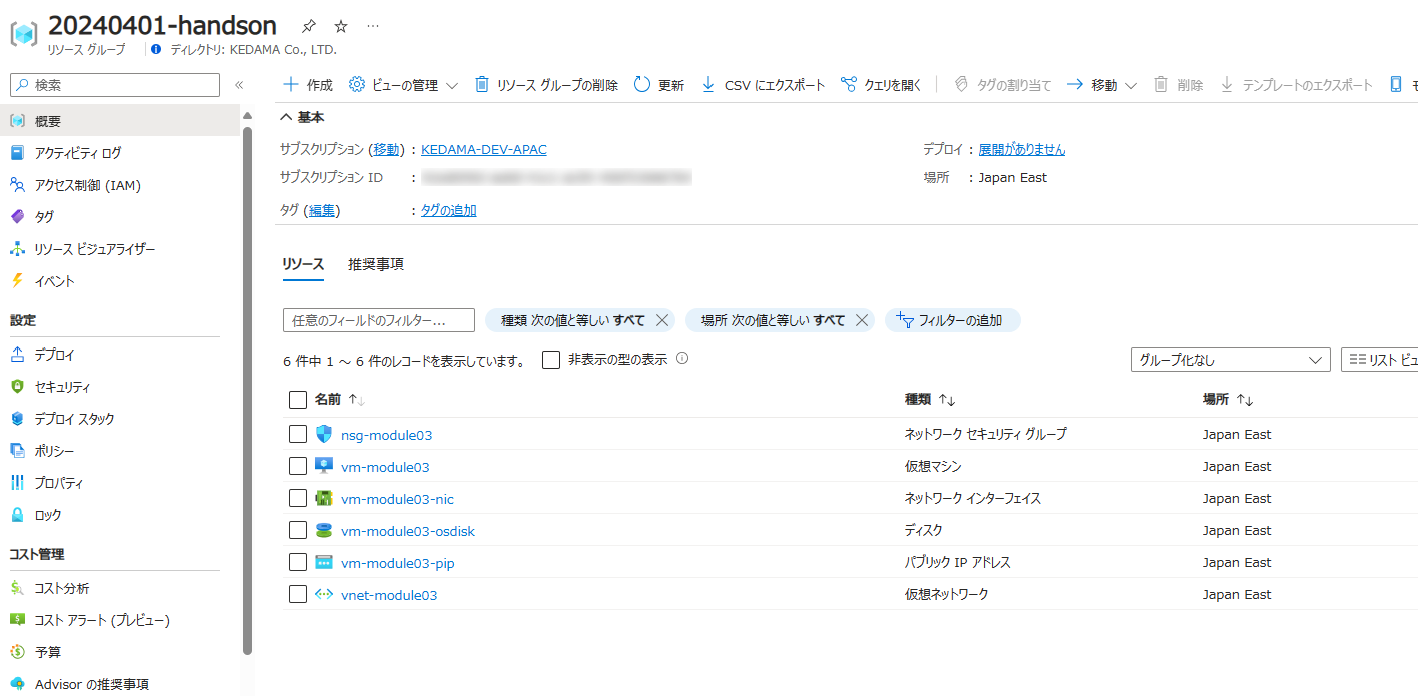 20240401-handson
リソース グループ
ディレクトリ: KEDAMA Co., LTD.
検索
概要
アクティビティ ログ
アクセス制御 (IAM)
タグ
リソース ビジュアライザー
イベント
設定
デプロイ
セキュリティ
デプロイ スタック
ポリシー
プロパティ
ロック
コスト管理
コスト分析
コスト アラート (プレビュー)
予算
Advisor の推奨事項
作成 ビューの管理 リソース グループの削除 更新 CSV にエクスポート クエリを開く タグの割り当て 移動 削除 テンプレートのエクスポート
基本
サブスクリプション (移動) : KEDAMA-DEV-APAC
サブスクリプション ID :
タグ (編集) : タグの追加
デプロイ : 展開がありません
場所 : Japan East
リソース 推奨事項
任意のフィールドのフィルター... 種類 次の値と等しい すべて 場所 次の値と等しい すべて フィルターの追加
6 件中 1 ～ 6 件のレコードを表示しています。 非表示の型の表示 グループ化なし リスト ビュ
名前 ↑↓ 種類 ↑↓ 場所 ↑↓
nsg-module03 ネットワーク セキュリティ グループ Japan East
vm-module03 仮想マシン Japan East
vm-module03-nic ネットワーク インターフェイス Japan East
vm-module03-osdisk ディスク Japan East
vm-module03-pip パブリック IP アドレス Japan East
vnet-module03 仮想ネットワーク Japan East